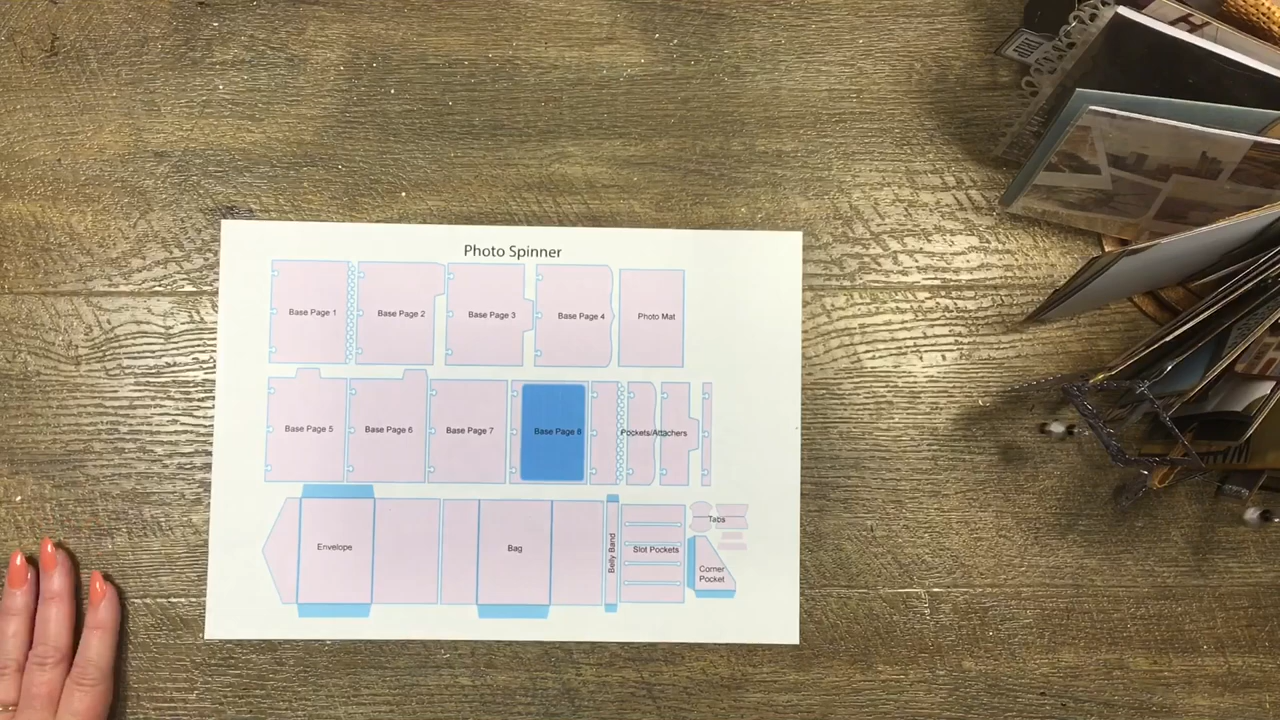 Photo Spinner
Base Page 1
Base Page 2
Base Page 3
Base Page 4
Photo Mat
Base Page 5
Base Page 6
Base Page 7
Base Page 8
Pockets/Attachers
Envelope
Bag
Belly Band
Slot Pockets
Tabs
Corner
Pocket
TRIP
H